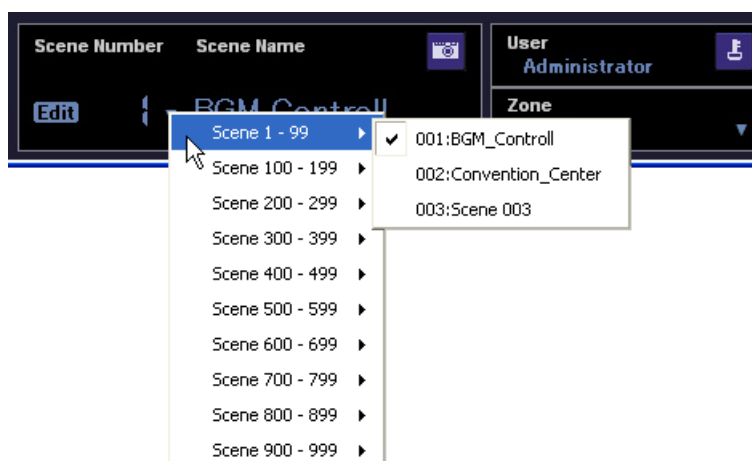 Scene Number Scene Name
User
Administrator
Edit
1
BGM_Controll
Zone
Scene 1 - 99
001:BGM_Controll
Scene 100 - 199
002:Convention_Center
Scene 200 - 299
003:Scene 003
Scene 300 - 399
Scene 400 - 499
Scene 500 - 599
Scene 600 - 699
Scene 700 - 799
Scene 800 - 899
Scene 900 - 999